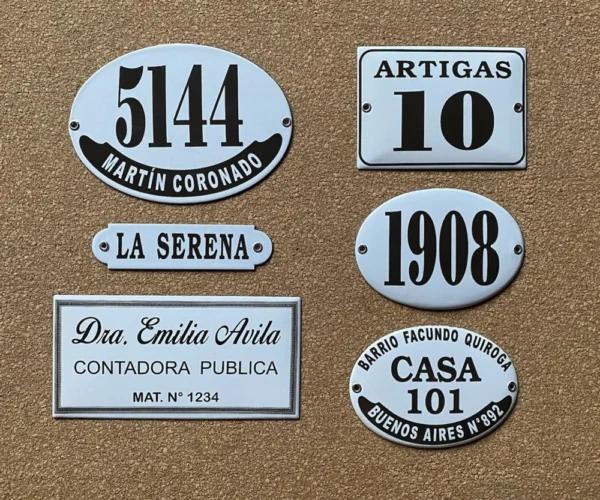 5144
MARTÍN CORONADO
ARTIGAS
10
LA SERENA
1908
Dra. Emilia Avila
CONTADORA PUBLICA
MAT. N° 1234
BARRIO FACUNDO QUIROGA
CASA
101
BUENOS AIRES N°892